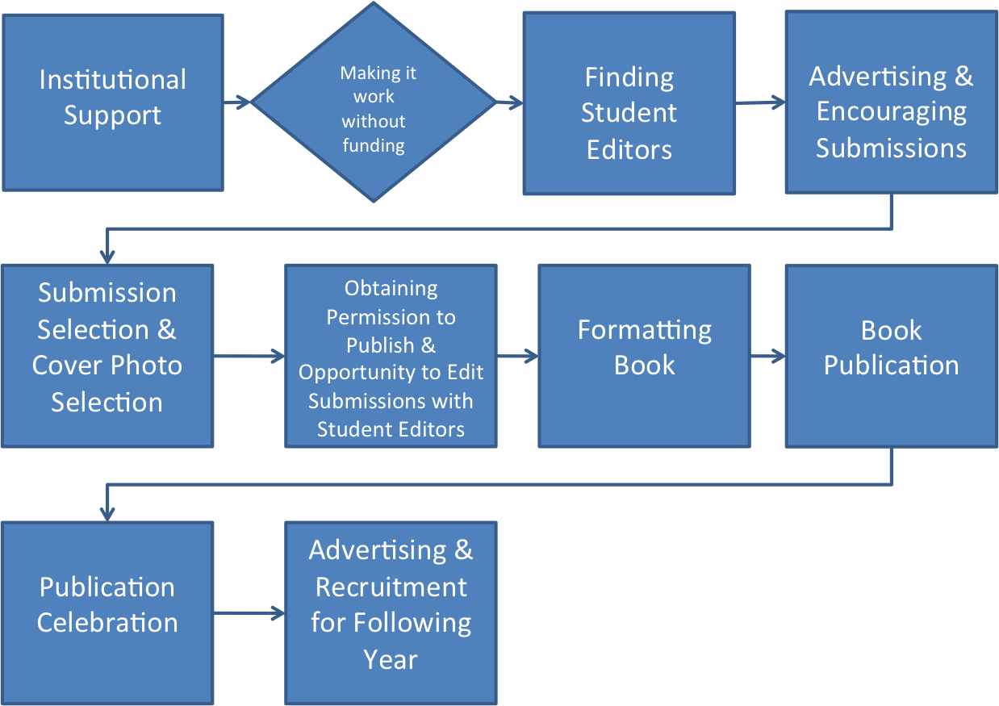 Institutional
Support
Making it
work
without
funding
Finding
Student
Editors
Advertising &
Encouraging
Submissions
Submission
Selection &
Cover Photo
Selection
Obtaining
Permission to
Publish &
Opportunity to Edit
Submissions with
Student Editors
Formatting
Book
Book
Publication
Publication
Celebration
Advertising &
Recruitment
for Following
Year